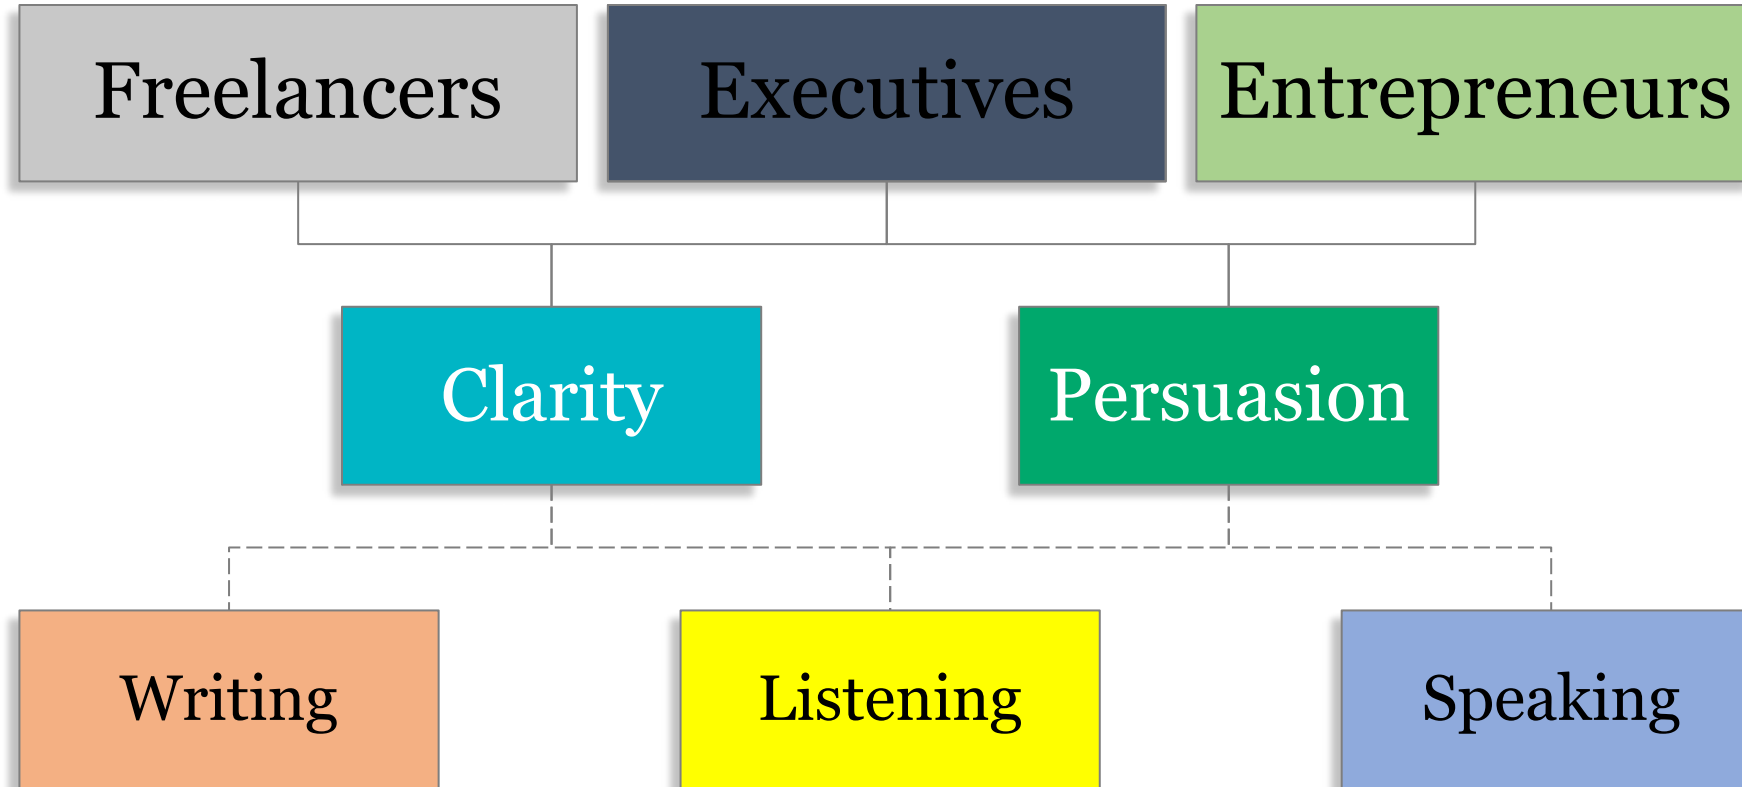 Freelancers
Executives
Entrepreneurs
Clarity
Persuasion
Writing
Listening
Speaking